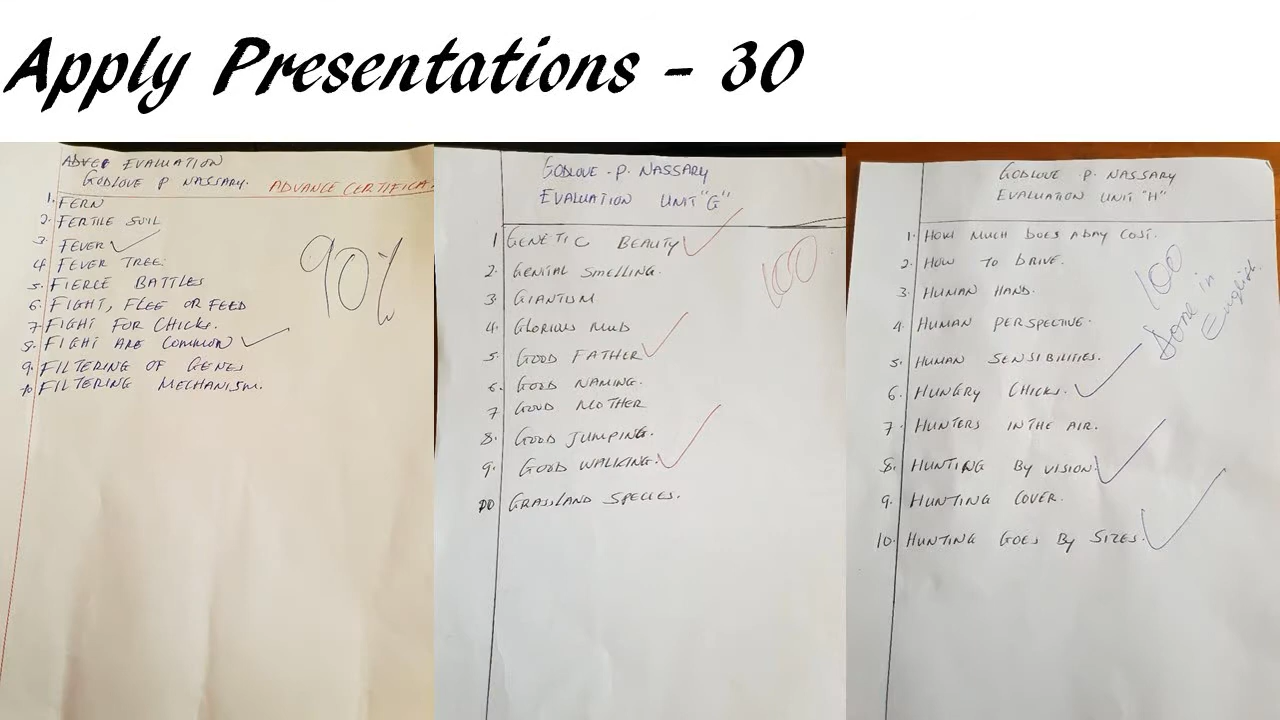 Apply Presentations - 30
EVALUATION
GODLOVE P NASSARY. ADVANCE CERTIFICA
1. FERN
2. FERTILE SOIL
3 FEVER
4 FEVER TREE.
5. FIERCE BATTLES
6. FIGHT, FLEE OR FEED
7 FIGHT FOR CHICKS.
8. FIGHT ARE COMMON
9. FILTERING OF GENES
10 FILTERING MECHANISM.
90%
GODLOVE . P. NASSARY
EVALUATION UNIT "G"
1 GENETIC BEAUTY
2. GENITAL SMELLING.
3. GIANTISM
4. GLORIOUS MUD
5. GOOD FATHER
6. GOOD NAMING.
7 GOOD MOTHER
8. GOOD JUMPING.
9. GOOD WALKING.
10 GRASSLAND SPECIES.
100
GODLOVE P. NASSARY
EVALUATION UNIT "H"
1. HOW MUCH DOES A DAY COST.
2. HOW TO DRIVE.
3. HUMAN HAND.
4. HUMAN PERSPECTIVE.
5. HUMAN SENSIBILITIES.
6. HUNGRY CHICKS.
7. HUNTERS IN THE AIR.
8. HUNTING By VISION.
9. HUNTING COVER.
10. HUNTING GOES By SIZES.
100
Done in
English